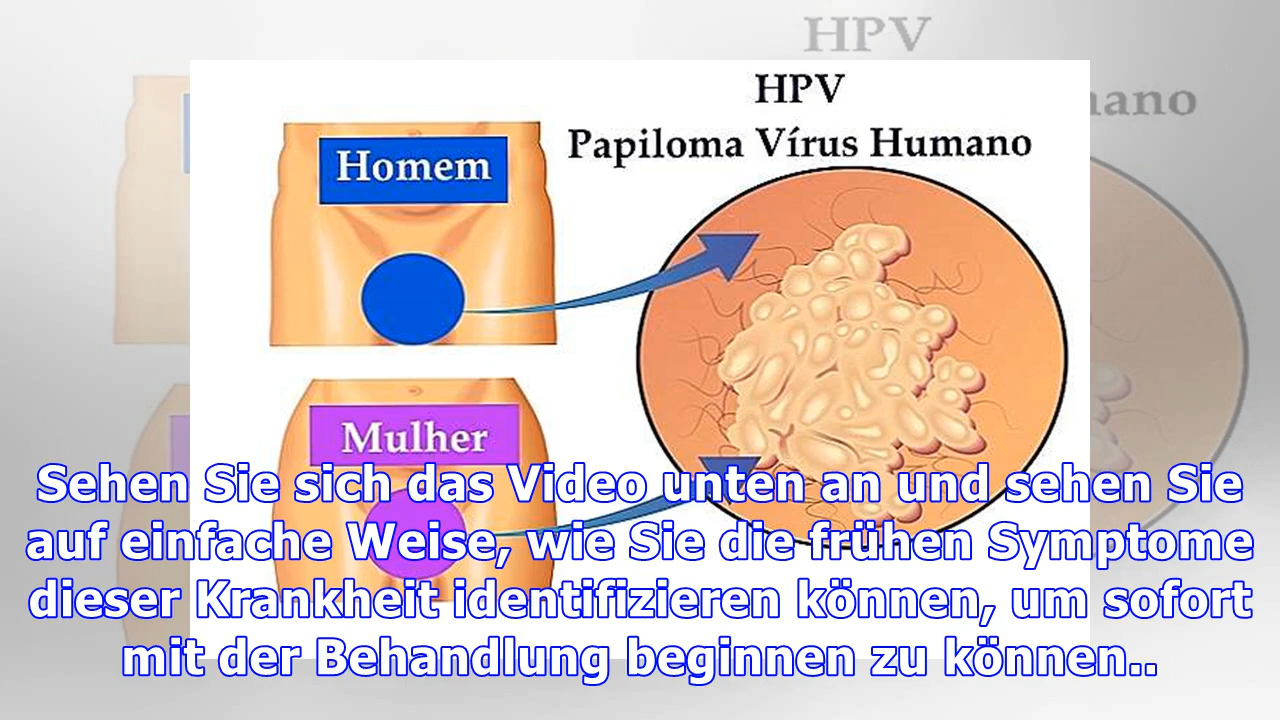 HPV
HPV
Papiloma Vírus Humano
Homem
Mulher
Sehen Sie sich das Video unten an und sehen Sie
auf einfache Weise, wie Sie die frühen Symptome
dieser Krankheit identifizieren können, um sofort
mit der Behandlung beginnen zu können..